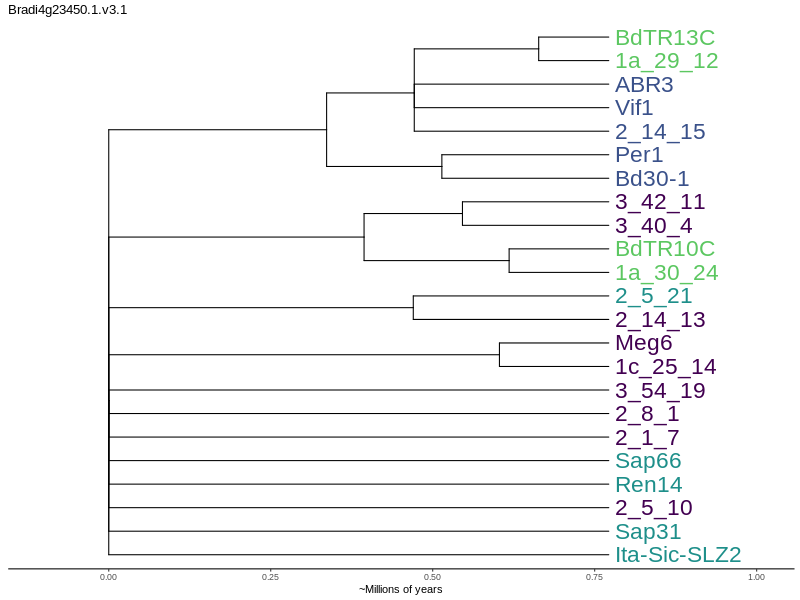 Bradi4g23450.1.v3.1
BdTR13C
1a_29_12
ABR3
Vif1
2_14_15
Per1
Bd30-1
3_42_11
3_40_4
BdTR10C
1a_30_24
2_5_21
2_14_13
Meg6
1c_25_14
3_54_19
2_8_1
2_1_7
Sap66
Ren14
2_5_10
Sap31
Ita-Sic-SLZ2
0.00 0.25 0.50 0.75 1.00
~Millions of years